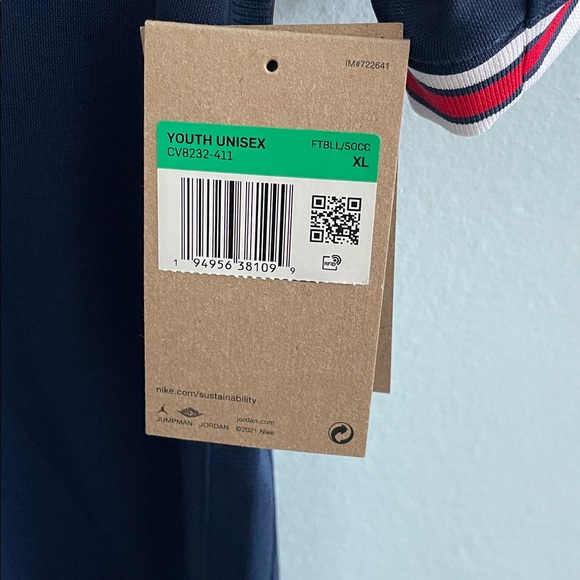 IM#722641
YOUTH UNISEX FTBLL/SOCC
CV8232-411 XL
1 94956 38109 9
RFID
nike.com/sustainability
jordan.com
JUMPMAN JORDAN ©2021 Nike